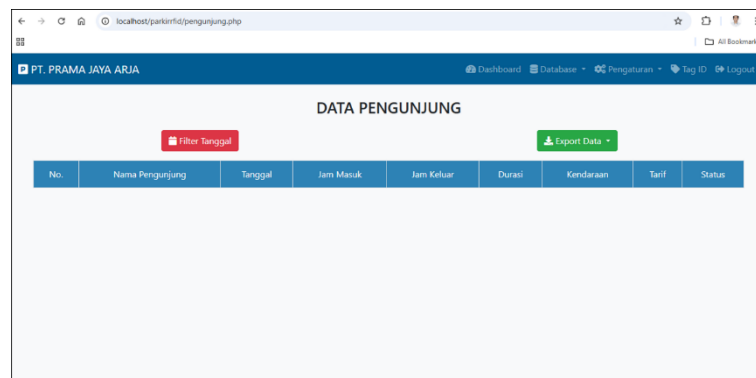 localhost/parkirrfid/pengunjung.php
All Bookmark
P PT. PRAMA JAYA ARJA Dashboard Database Pengaturan Tag ID Logout
DATA PENGUNJUNG
Filter Tanggal Export Data
No. Nama Pengunjung Tanggal Jam Masuk Jam Keluar Durasi Kendaraan Tarif Status